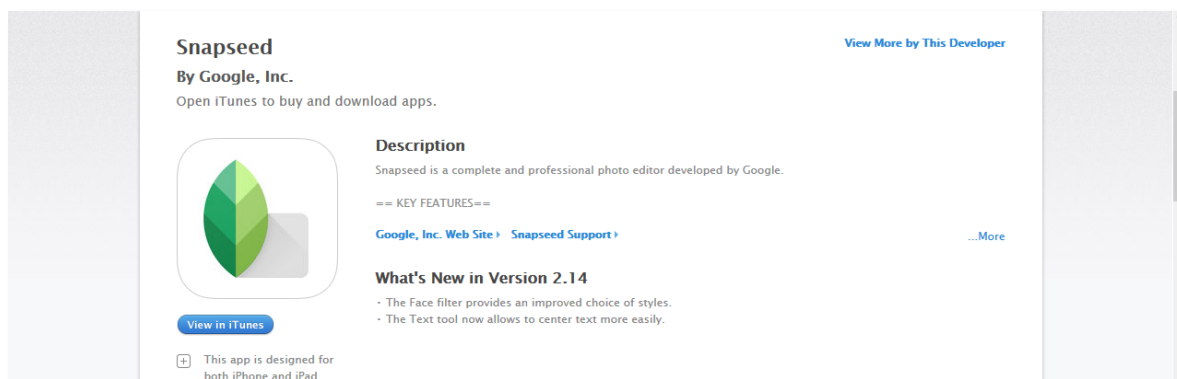 Snapseed
View More by This Developer
By Google, Inc.
Open iTunes to buy and download apps.
Description
Snapseed is a complete and professional photo editor developed by Google.
== KEY FEATURES==
Google, Inc. Web Site Snapseed Support
...More
What's New in Version 2.14
• The Face filter provides an improved choice of styles.
• The Text tool now allows to center text more easily.
View in iTunes
This app is designed for
both iPhone and iPad